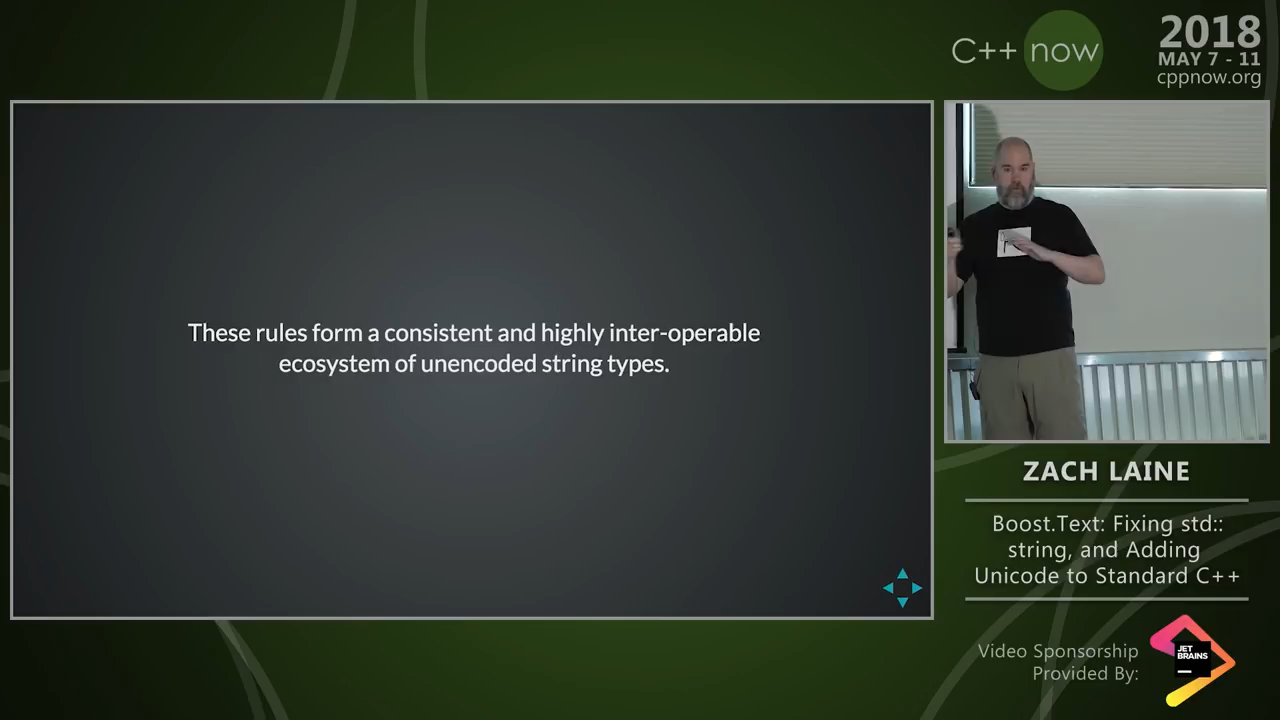 C++ now
2018
MAY 7 - 11
cppnow.org
These rules form a consistent and highly inter-operable
ecosystem of unencoded string types.
ZACH LAINE
Boost.Text: Fixing std::
string, and Adding
Unicode to Standard C++
Video Sponsorship
Provided By:
JET
BRAINS